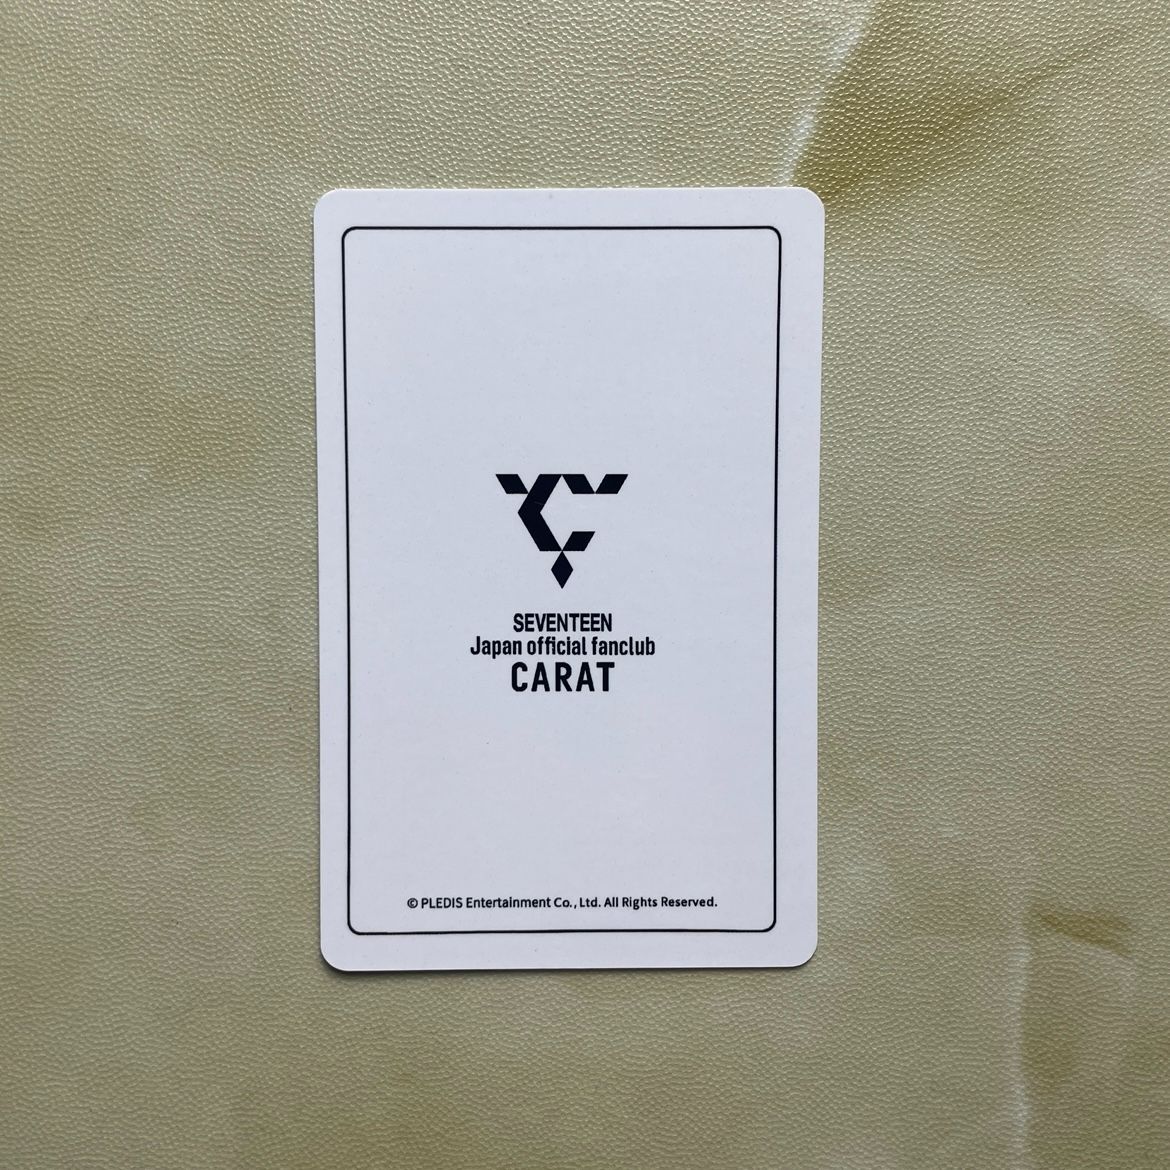 SEVENTEEN
Japan official fanclub
CARAT
© PLEDIS Entertainment Co., Ltd. All Rights Reserved.